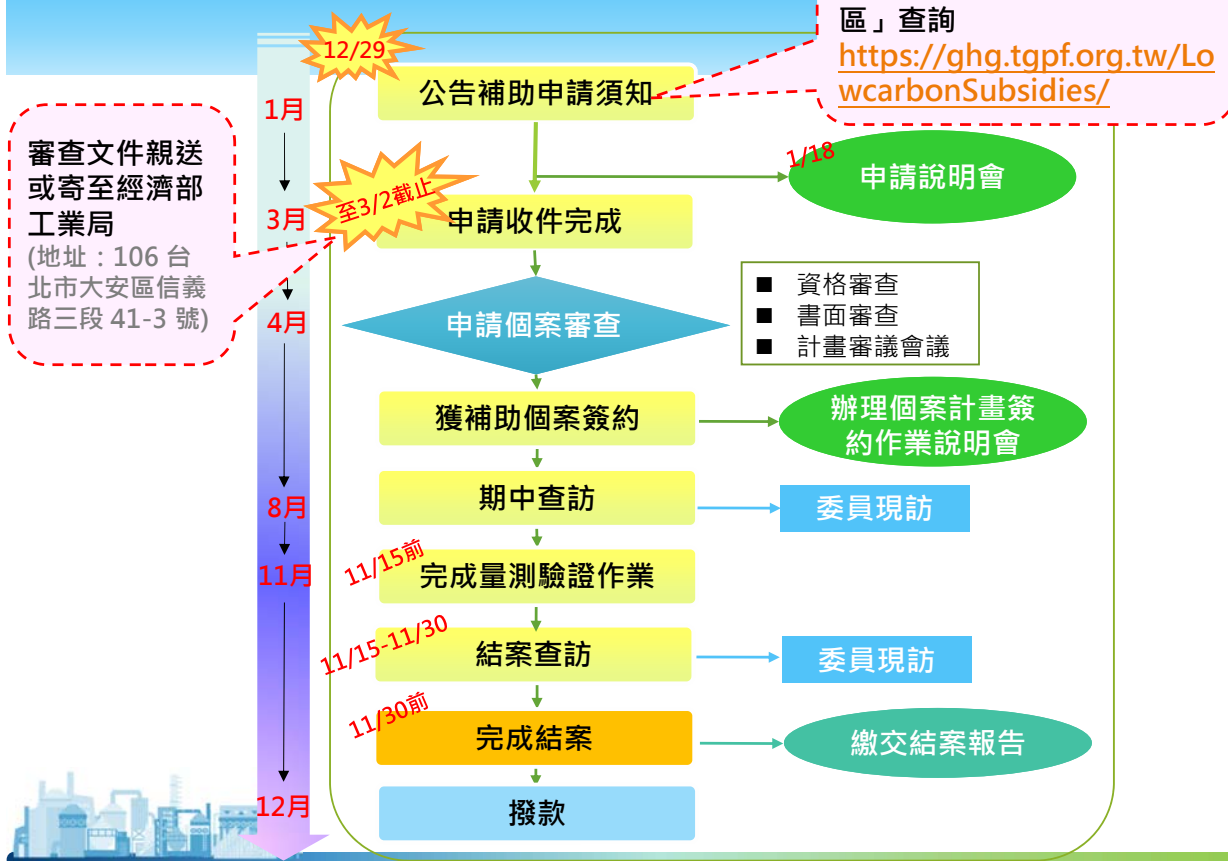 區」查詢
https://ghg.tgpf.org.tw/Lo
wcarbonSubsidies/
12/29
公告補助申請須知
1月
審查文件親送
或寄至經濟部
工業局
(地址：106 台
北市大安區信義
路三段 41-3 號)
1/18
申請說明會
至3/2截止
3月
申請收件完成
4月
申請個案審查
■ 資格審查
■ 書面審查
■ 計畫審議會議
獲補助個案簽約
辦理個案計畫簽
約作業說明會
8月
期中查訪
委員現訪
11月
11/15前
完成量測驗證作業
11/15-11/30
結案查訪
委員現訪
11/30前
完成結案
繳交結案報告
12月
撥款